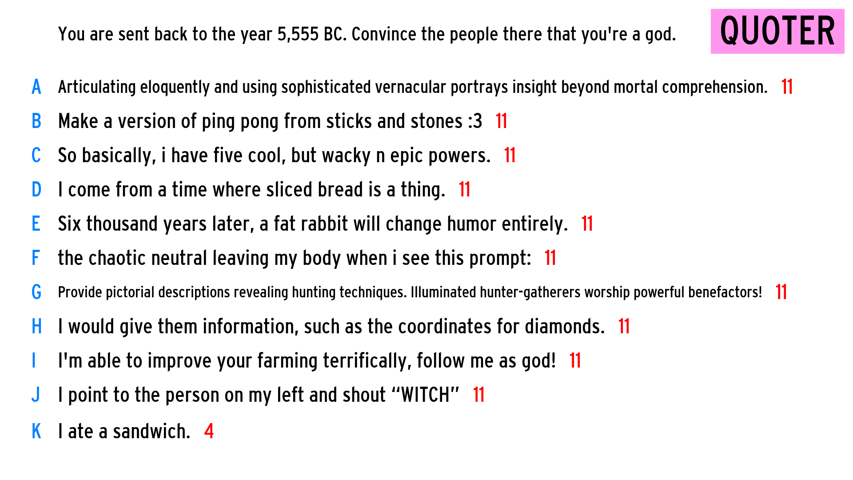 You are sent back to the year 5,555 BC. Convince the people there that you're a god.
QUOTER
A Articulating eloquently and using sophisticated vernacular portrays insight beyond mortal comprehension. 11
B Make a version of ping pong from sticks and stones :3 11
C So basically, i have five cool, but wacky n epic powers. 11
D I come from a time where sliced bread is a thing. 11
E Six thousand years later, a fat rabbit will change humor entirely. 11
F the chaotic neutral leaving my body when i see this prompt: 11
G Provide pictorial descriptions revealing hunting techniques. Illuminated hunter-gatherers worship powerful benefactors! 11
H I would give them information, such as the coordinates for diamonds. 11
I I'm able to improve your farming terrifically, follow me as god! 11
J I point to the person on my left and shout “WITCH” 11
K I ate a sandwich. 4